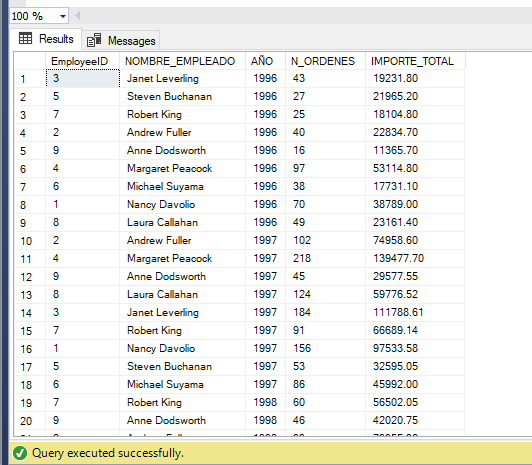 100 %
Results Messages
EmployeeID NOMBRE_EMPLEADO AÑO N_ORDENES IMPORTE_TOTAL
1 3 Janet Leverling 1996 43 19231.80
2 5 Steven Buchanan 1996 27 21965.20
3 7 Robert King 1996 25 18104.80
4 2 Andrew Fuller 1996 40 22834.70
5 9 Anne Dodsworth 1996 16 11365.70
6 4 Margaret Peacock 1996 97 53114.80
7 6 Michael Suyama 1996 38 17731.10
8 1 Nancy Davolio 1996 70 38789.00
9 8 Laura Callahan 1996 49 23161.40
10 2 Andrew Fuller 1997 102 74958.60
11 4 Margaret Peacock 1997 218 139477.70
12 9 Anne Dodsworth 1997 45 29577.55
13 8 Laura Callahan 1997 124 59776.52
14 3 Janet Leverling 1997 184 111788.61
15 7 Robert King 1997 91 66689.14
16 1 Nancy Davolio 1997 156 97533.58
17 5 Steven Buchanan 1997 53 32595.05
18 6 Michael Suyama 1997 86 45992.00
19 7 Robert King 1998 60 56502.05
20 9 Anne Dodsworth 1998 46 42020.75
Query executed successfully.